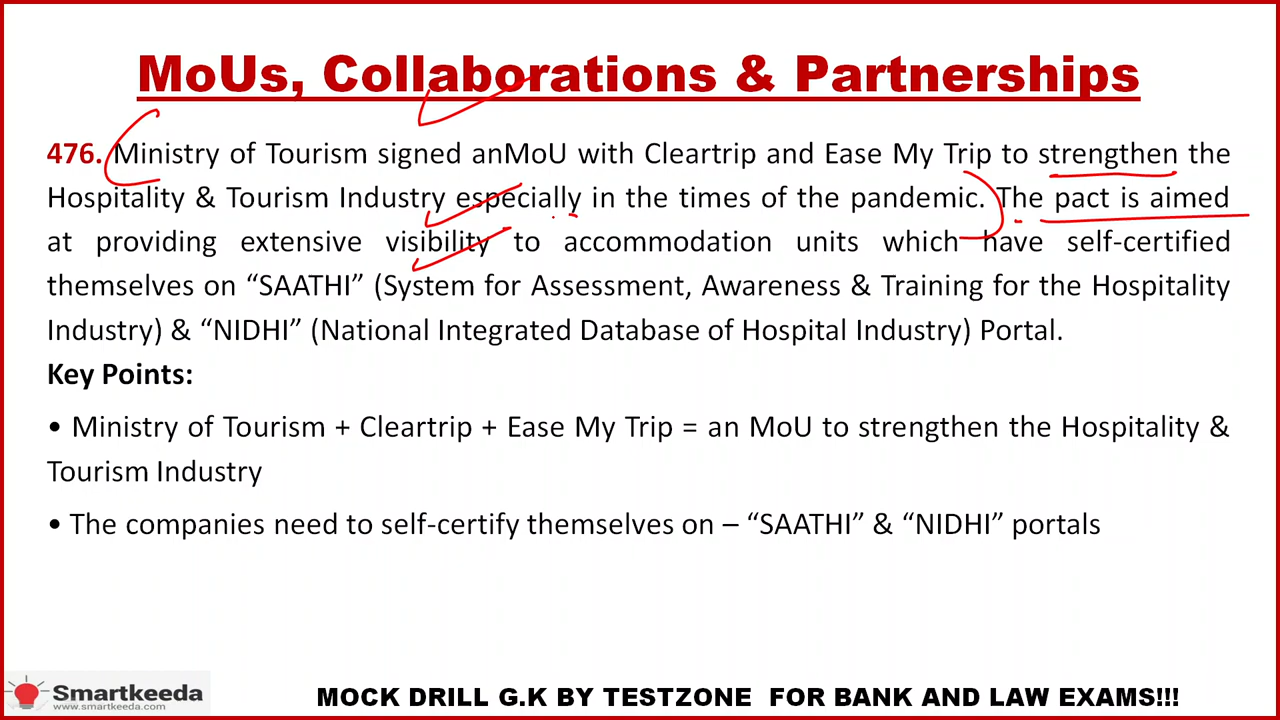 MoUs, Collaborations & Partnerships
476. Ministry of Tourism signed anMoU with Cleartrip and Ease My Trip to strengthen the
Hospitality & Tourism Industry especially in the times of the pandemic. The pact is aimed
at providing extensive visibility to accommodation units which have self-certified
themselves on “SAATHI” (System for Assessment, Awareness & Training for the Hospitality
Industry) & “NIDHI” (National Integrated Database of Hospital Industry) Portal.
Key Points:
• Ministry of Tourism + Cleartrip + Ease My Trip = an MoU to strengthen the Hospitality &
Tourism Industry
• The companies need to self-certify themselves on – “SAATHI” & “NIDHI” portals
Smartkeeda
www.smartkeeda.com
MOCK DRILL G.K BY TESTZONE FOR BANK AND LAW EXAMS!!!